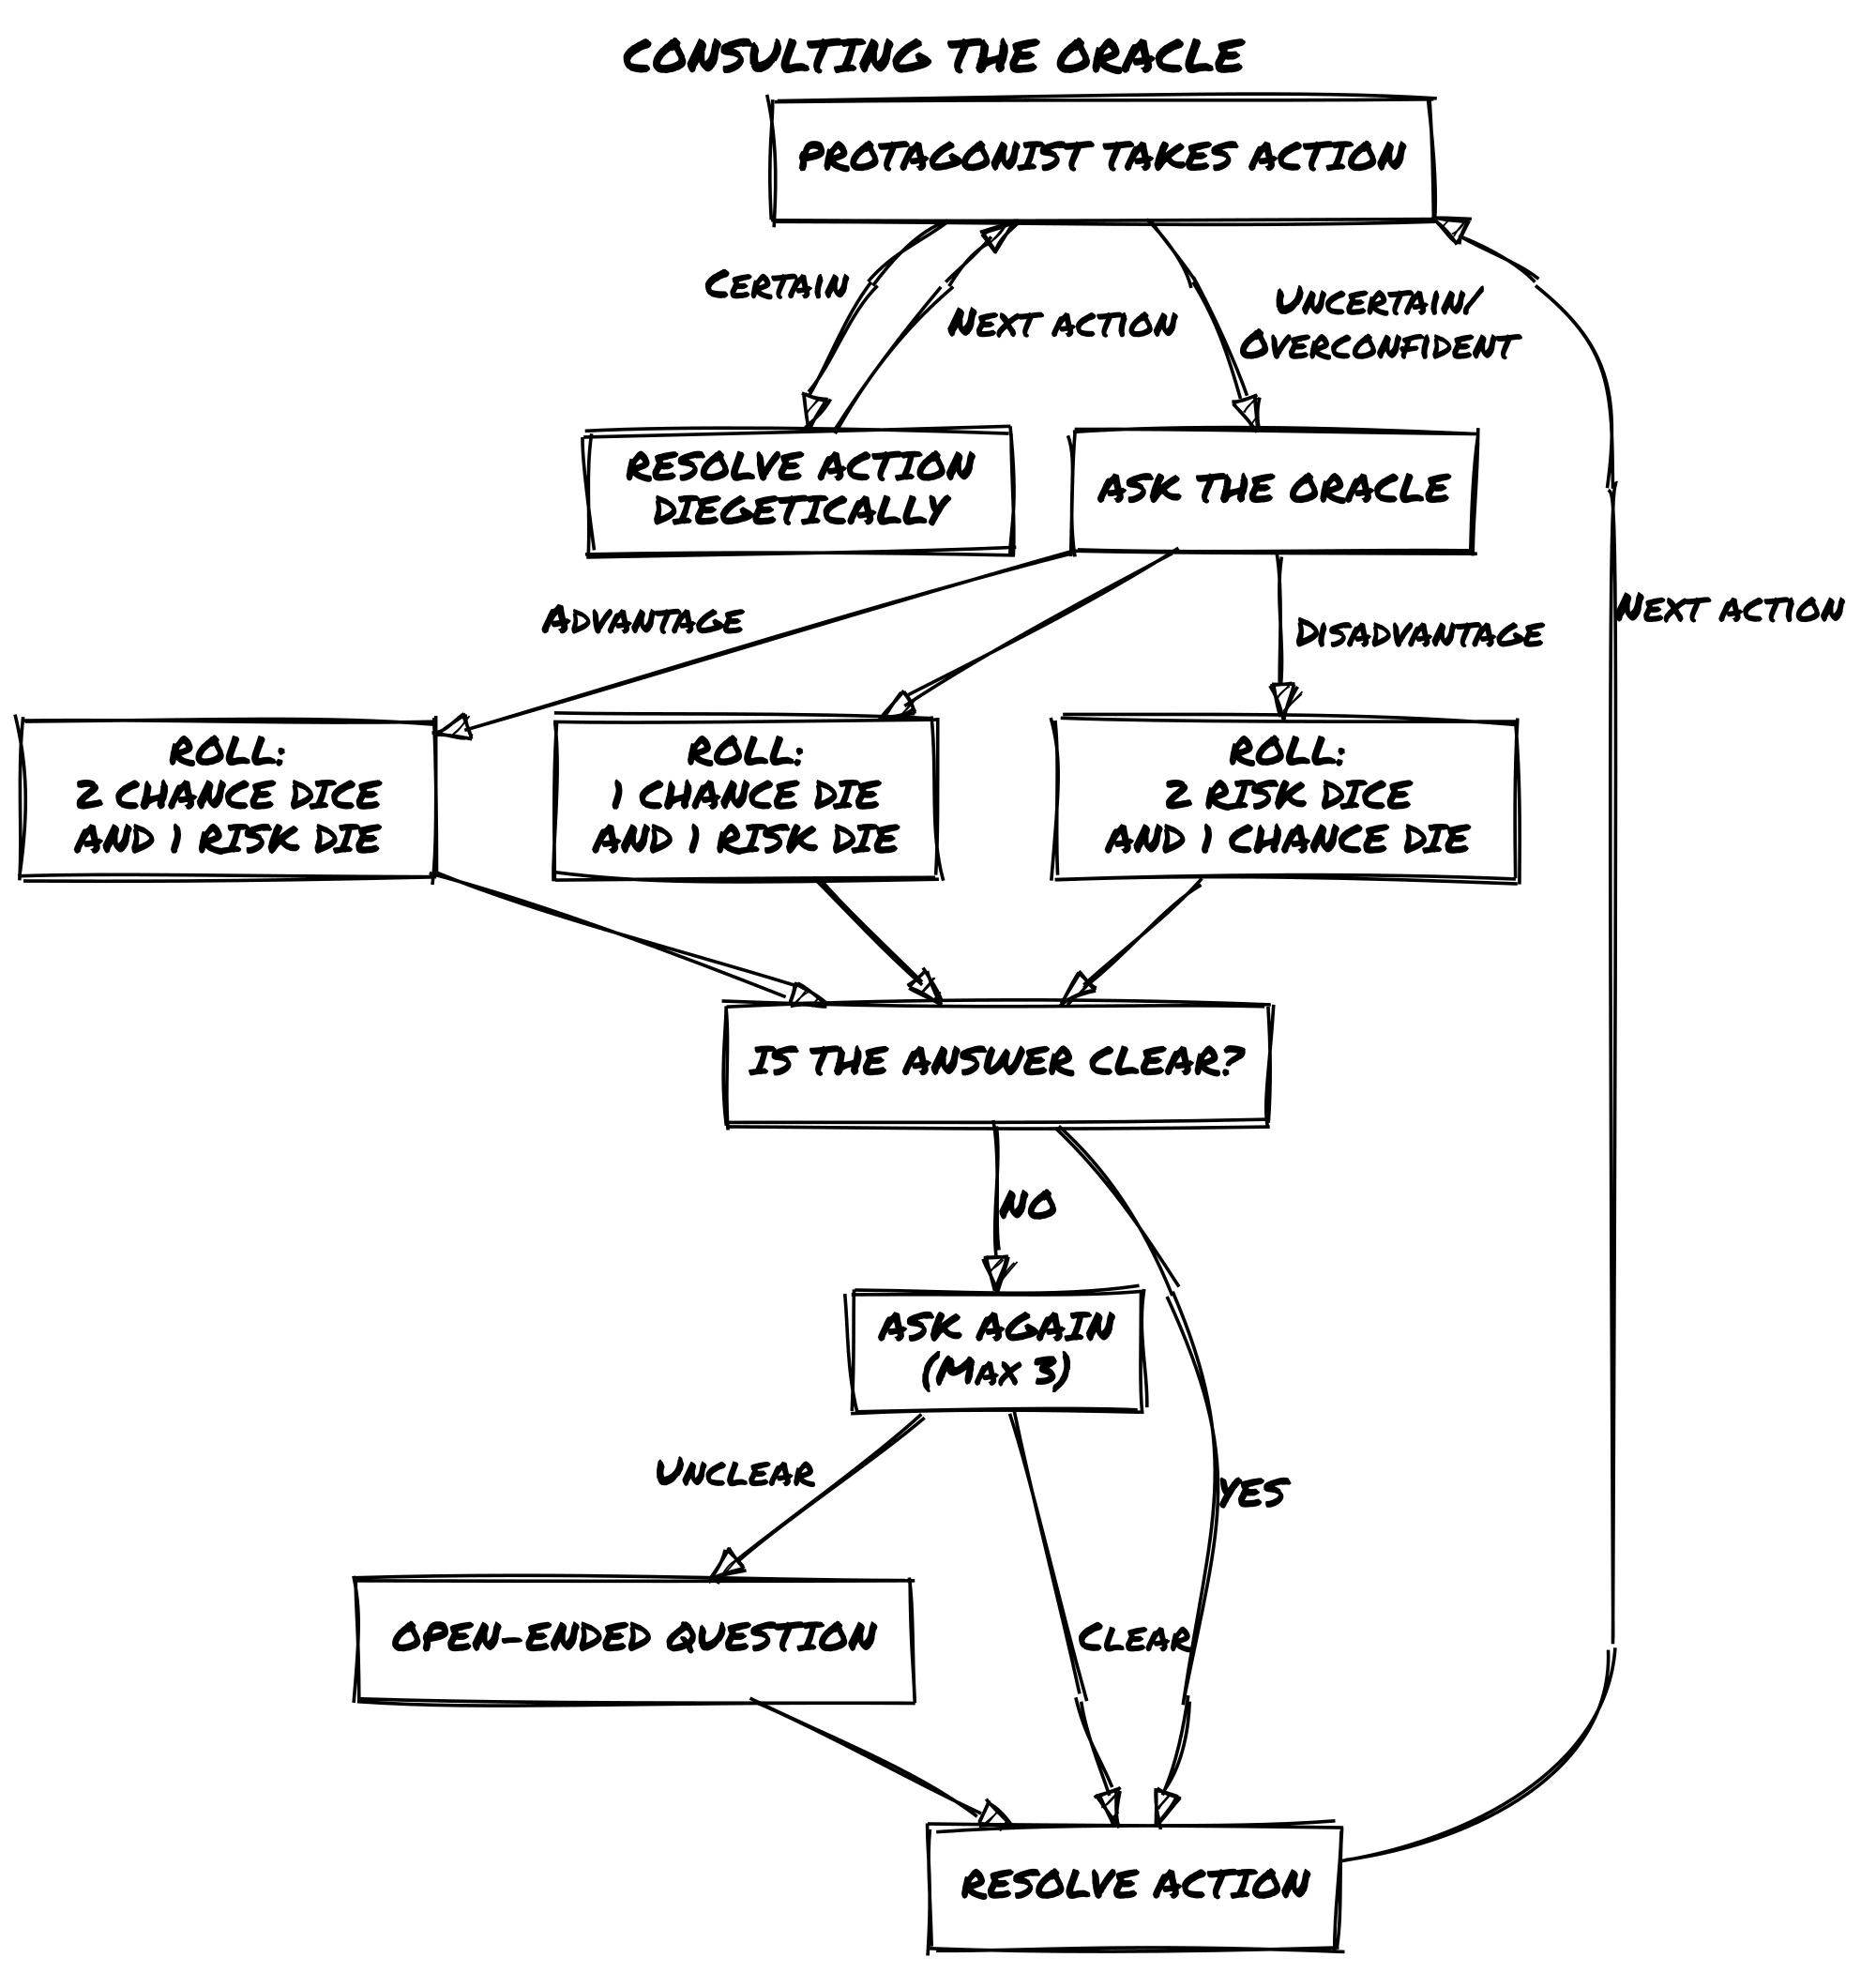 CONSULTING THE ORACLE
PROTAGONIST TAKES ACTION
Certain
Next action
Uncertain/
Overconfident
RESOLVE ACTION
DIEGETICALLY
ASK THE ORACLE
Advantage
Disadvantage
Next action
ROLL:
2 CHANCE DICE
AND 1 RISK DIE
ROLL:
1 CHANCE DIE
AND 1 RISK DIE
ROLL:
2 RISK DICE
AND 1 CHANCE DIE
IS THE ANSWER CLEAR?
NO
ASK AGAIN
(Max 3)
Unclear
YES
OPEN-ENDED QUESTION
Clear
RESOLVE ACTION